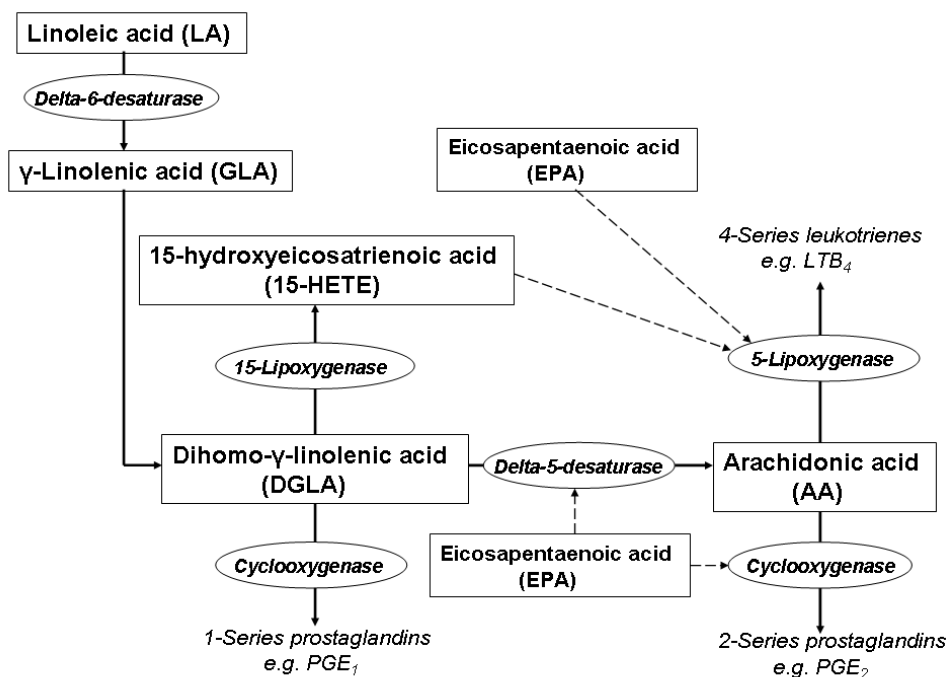 Linoleic acid (LA)
Delta-6-desaturase
γ-Linolenic acid (GLA)
Eicosapentaenoic acid
(EPA)
4-Series leukotrienes
e.g. LTB₄
15-hydroxyeicosatrienoic acid
(15-HETE)
15-Lipoxygenase
5-Lipoxygenase
Dihomo-γ-linolenic acid
(DGLA)
Delta-5-desaturase
Arachidonic acid
(AA)
Cyclooxygenase
Eicosapentaenoic acid
(EPA)
Cyclooxygenase
1-Series prostaglandins
e.g. PGE₁
2-Series prostaglandins
e.g. PGE₂